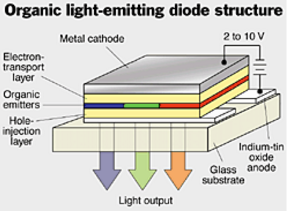 Organic light-emitting diode structure
Metal cathode
2 to 10 V
Electron-
transport
layer
Organic
emitters
Hole-
injection
layer
Indium-tin
oxide
anode
Glass
substrate
Light output